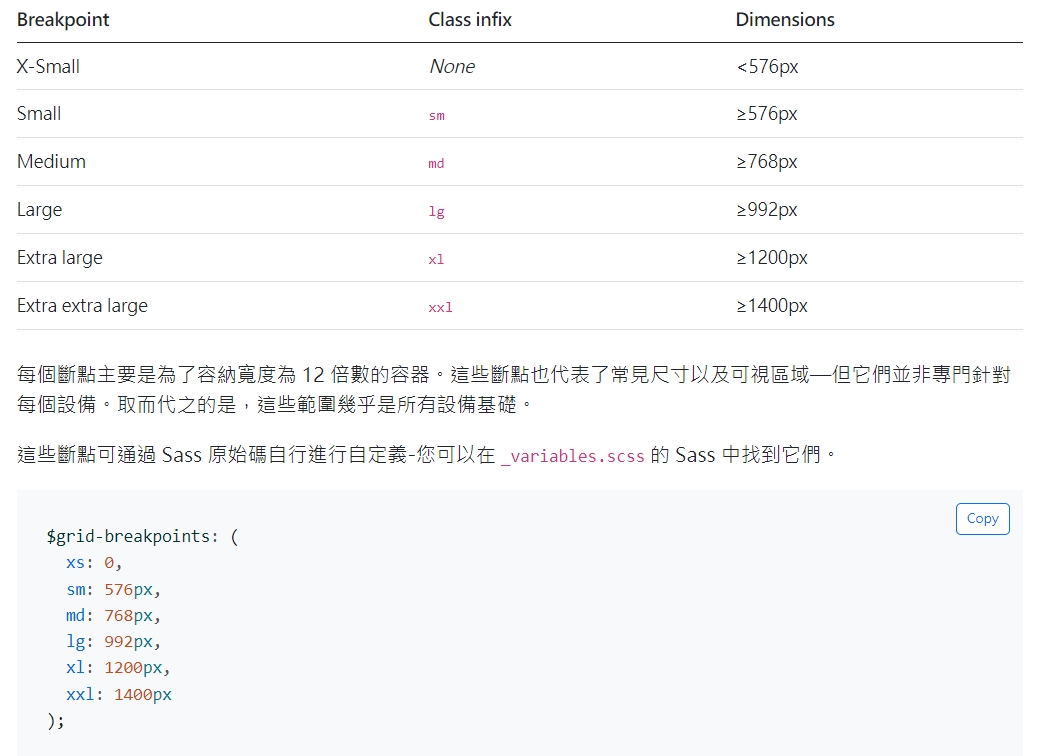 Breakpoint Class infix Dimensions
X-Small None <576px
Small sm ≥576px
Medium md ≥768px
Large lg ≥992px
Extra large xl ≥1200px
Extra extra large xxl ≥1400px
每個斷點主要是為了容納寬度為 12 倍數的容器。這些斷點也代表了常見尺寸以及可視區域—但它們並非專門針對
每個設備。取而代之的是，這些範圍幾乎是所有設備基礎。
這些斷點可通過 Sass 原始碼自行進行自定義-您可以在 _variables.scss 的 Sass 中找到它們。
Copy
$grid-breakpoints: (
xs: 0,
sm: 576px,
md: 768px,
lg: 992px,
xl: 1200px,
xxl: 1400px
);